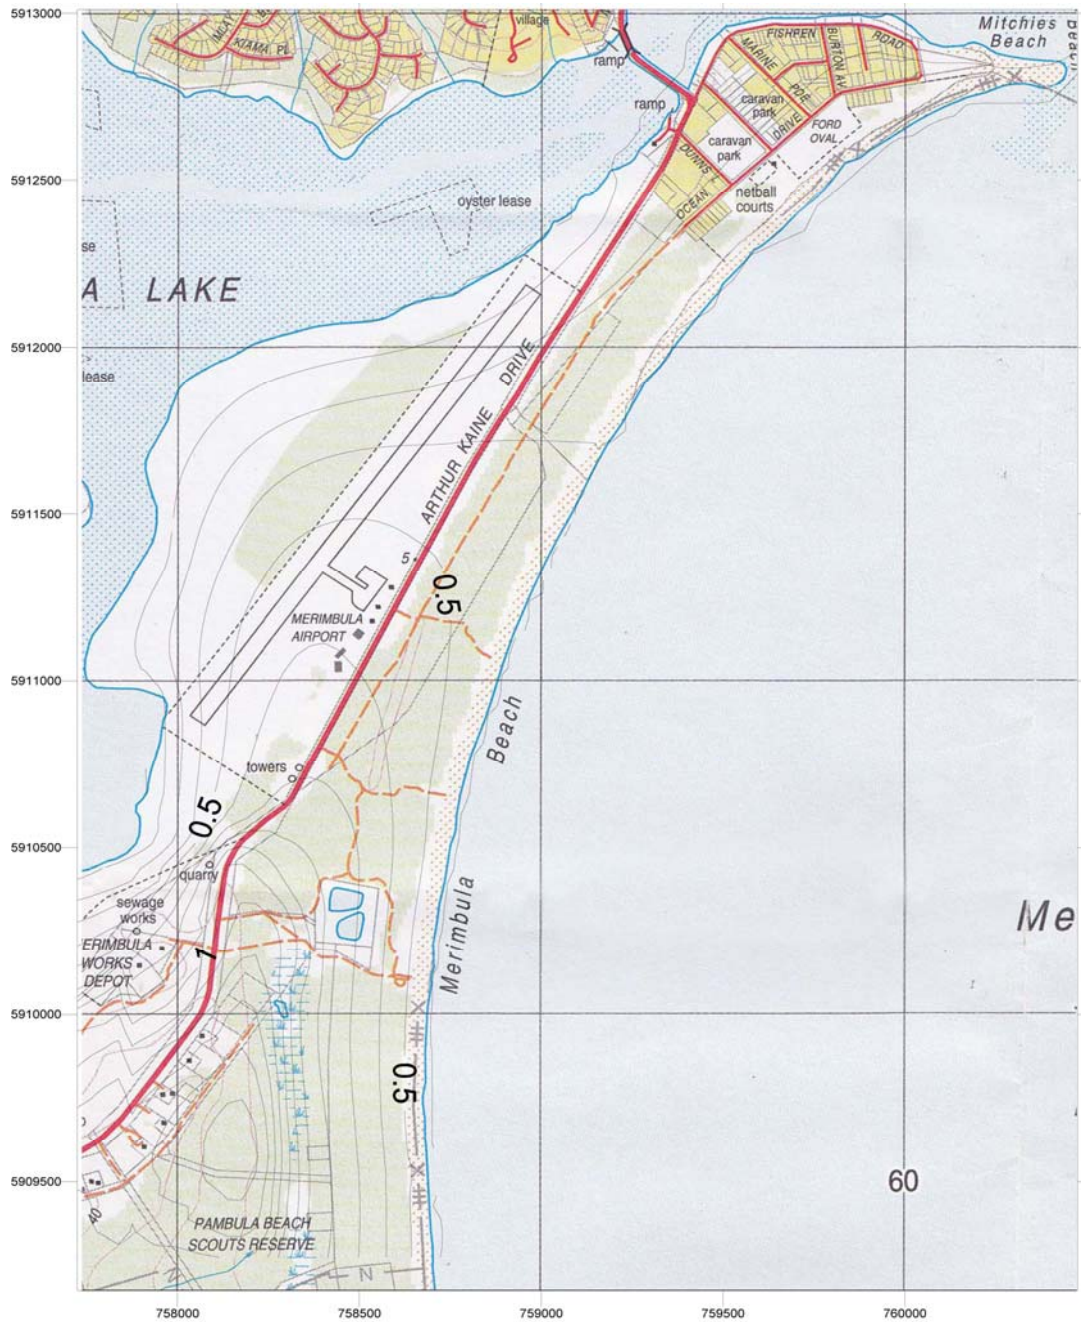 5913000
village
KIAMA PL
ramp
Mitchies
Beach
FISHPEN
ROAD
MARINE
PDE
BURTON AV
ramp
caravan
park
DRIVE
FORD
OVAL
caravan
park
DUNNS
OCEAN
netball
courts
5912500
oyster lease
se
A LAKE
5912000
lease
ARTHUR KAINE DRIVE
5911500
5
0.5
MERIMBULA
AIRPORT
5911000
Merimbula Beach
towers
0.5
5910500
quarry
sewage
works
ERIMBULA
WORKS
DEPOT
1
Me
5910000
0.5
5909500
60
40
PAMBULA BEACH
SCOUTS RESERVE
N
N
758000
758500
759000
759500
760000